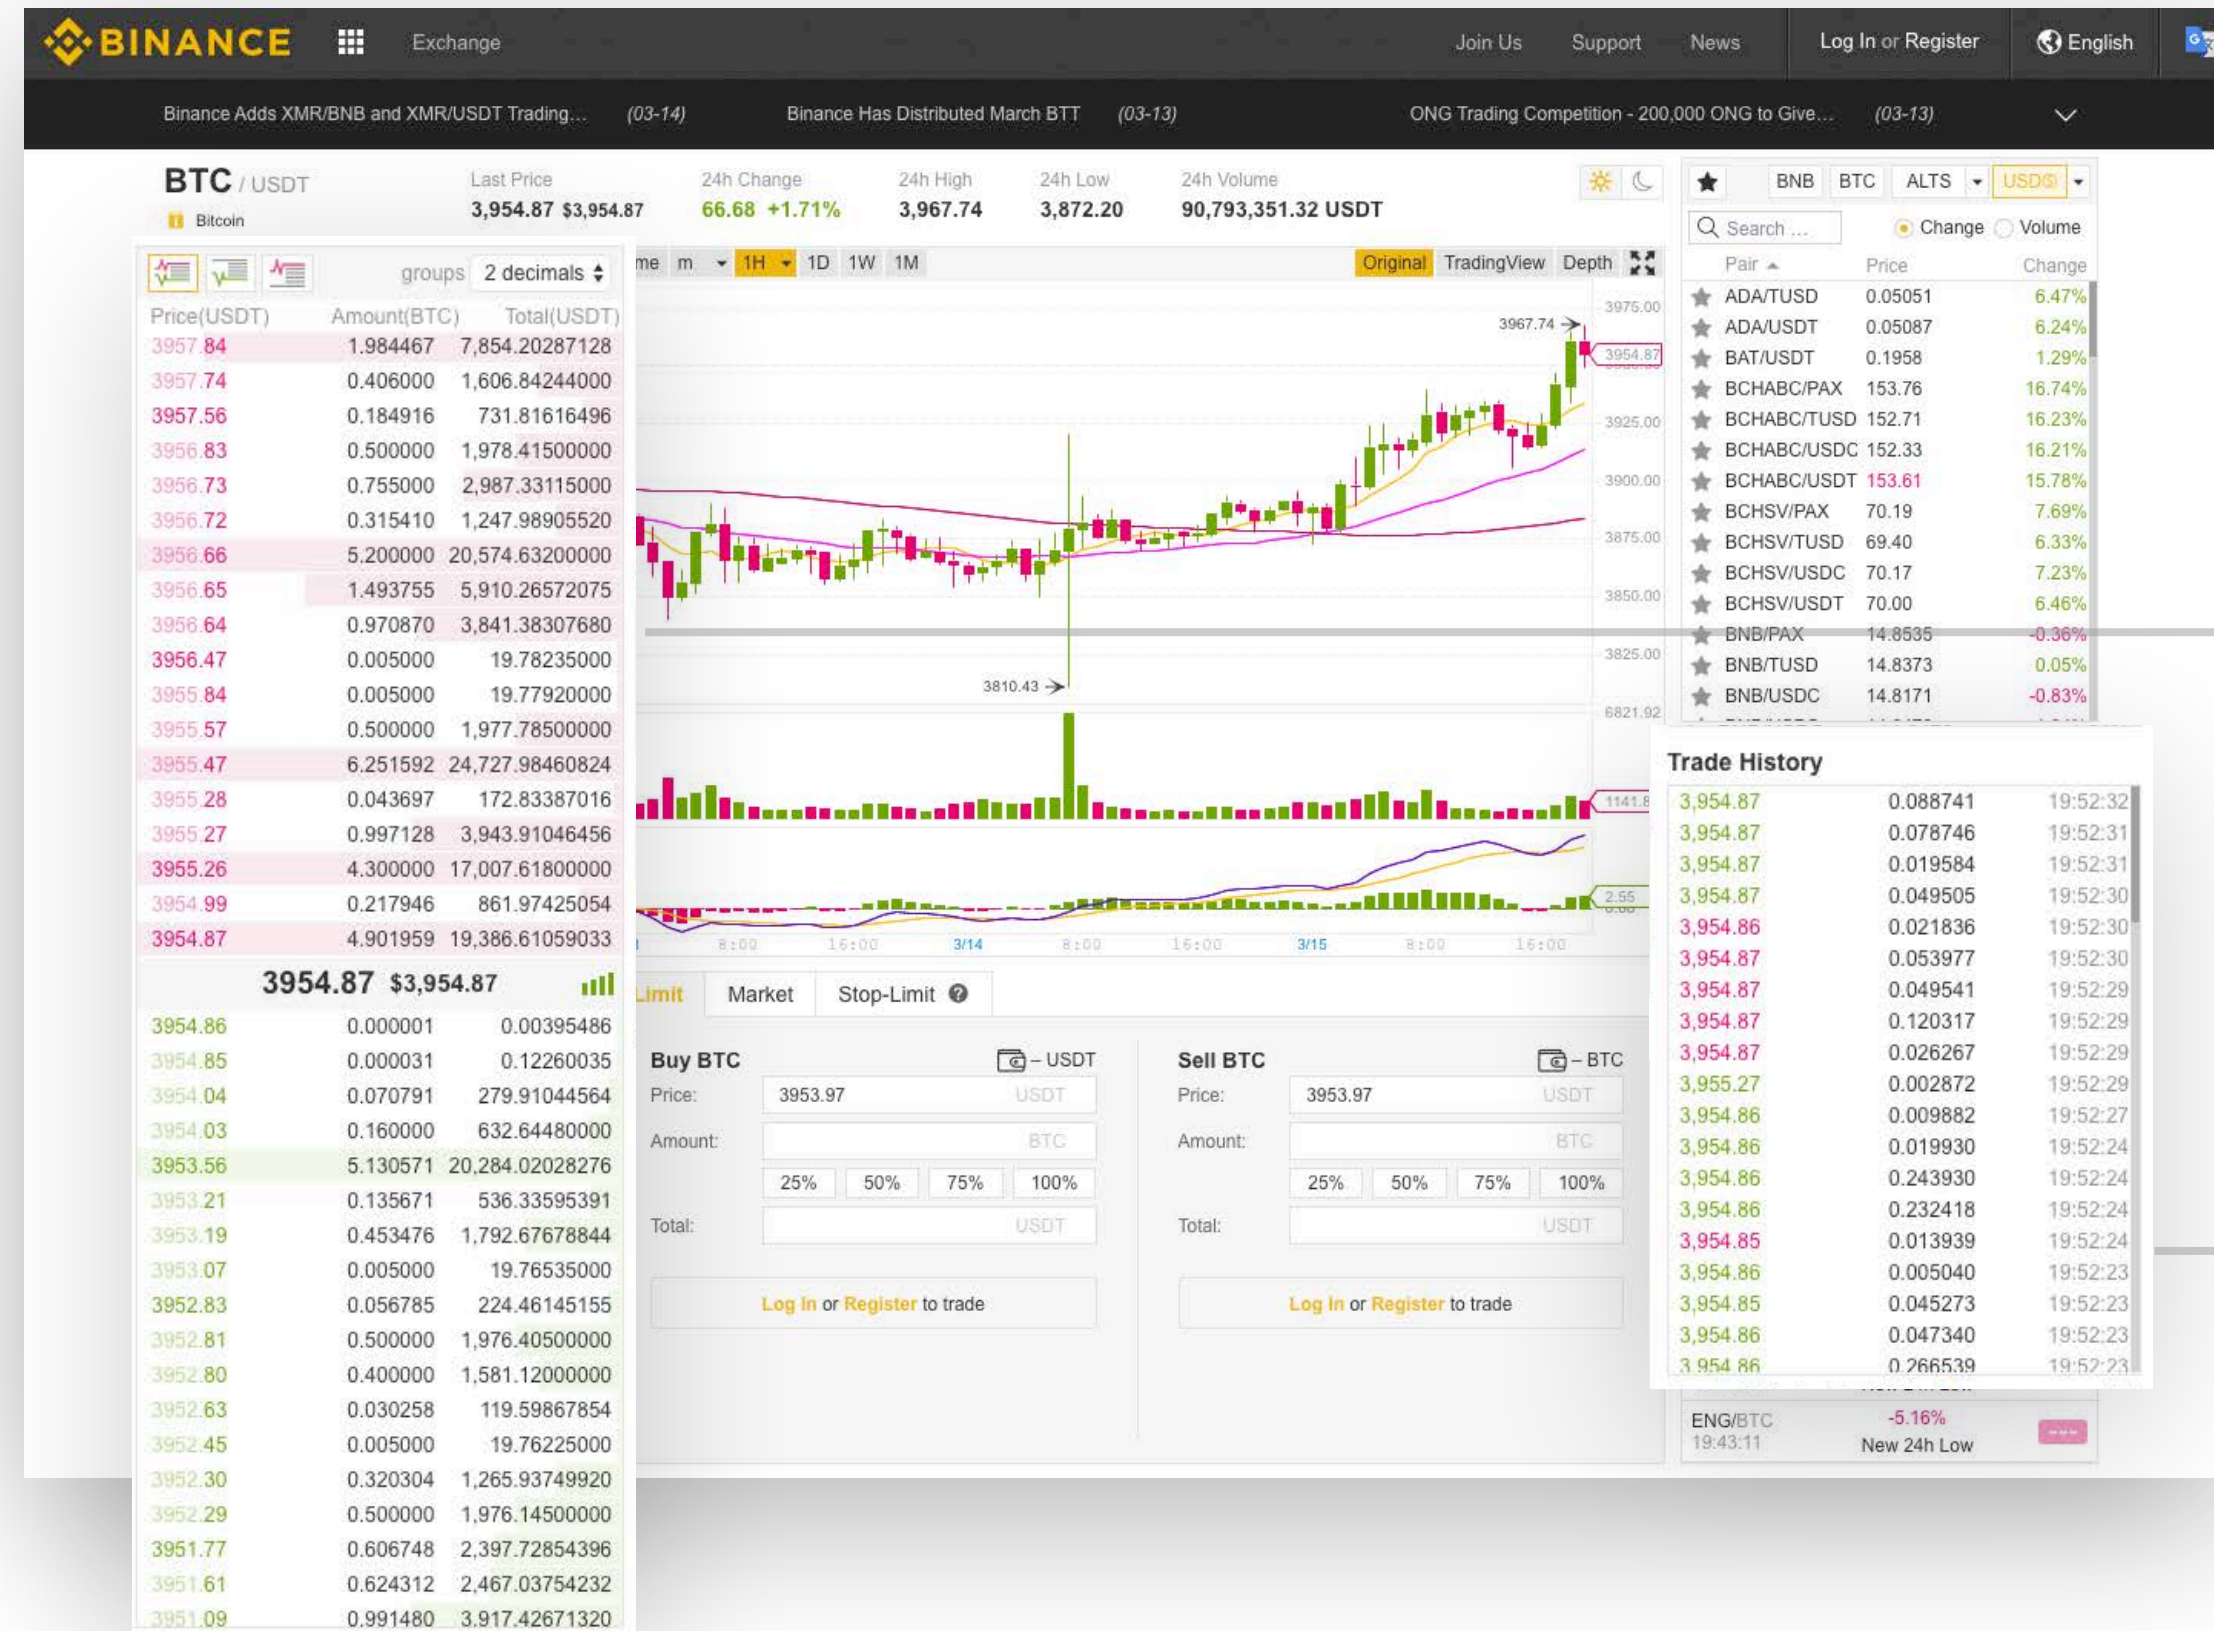 BINANCE Exchange Join Us Support News Log In or Register English
Binance Adds XMR/BNB and XMR/USDT Trading... (03-14) Binance Has Distributed March BTT (03-13) ONG Trading Competition - 200,000 ONG to Give... (03-13)
BTC / USDT
Bitcoin
Last Price
3,954.87 $3,954.87
24h Change
66.68 +1.71%
24h High
3,967.74
24h Low
3,872.20
24h Volume
90,793,351.32 USDT
groups 2 decimals
Price(USDT) Amount(BTC) Total(USDT)
3957.84 1.984467 7,854.20287128
3957.74 0.406000 1,606.84244000
3957.56 0.184916 731.81616496
3956.83 0.500000 1,978.41500000
3956.73 0.755000 2,987.33115000
3956.72 0.315410 1,247.98905520
3956.66 5.200000 20,574.63200000
3956.65 1.493755 5,910.26572075
3956.64 0.970870 3,841.38307680
3956.47 0.005000 19.78235000
3955.84 0.005000 19.77920000
3955.57 0.500000 1,977.78500000
3955.47 6.251592 24,727.98460824
3955.28 0.043697 172.83387016
3955.27 0.997128 3,943.91046456
3955.26 4.300000 17,007.61800000
3954.99 0.217946 861.97425054
3954.87 4.901959 19,386.61059033
3954.87 $3,954.87
3954.86 0.000001 0.00395486
3954.85 0.000031 0.12260035
3954.04 0.070791 279.91044564
3954.03 0.160000 632.64480000
3953.56 5.130571 20,284.02028276
3953.21 0.135671 536.33595391
3953.19 0.453476 1,792.67678844
3953.07 0.005000 19.76535000
3952.83 0.056785 224.46145155
3952.81 0.500000 1,976.40500000
3952.80 0.400000 1,581.12000000
3952.63 0.030258 119.59867854
3952.45 0.005000 19.76225000
3952.30 0.320304 1,265.93749920
3952.29 0.500000 1,976.14500000
3951.77 0.606748 2,397.72854396
3951.61 0.624312 2,467.03754232
3951.09 0.991480 3,917.42671320
me m 1H 1D 1W 1M Original TradingView Depth
3975.00
3967.74
3954.87
3925.00
3900.00
3875.00
3850.00
3825.00
3810.43
6821.92
1141.8
2.55
8:00 16:00 3/14 8:00 16:00 3/15 8:00 16:00
Limit Market Stop-Limit
Buy BTC – USDT
Price: 3953.97 USDT
Amount: BTC
25% 50% 75% 100%
Total: USDT
Log In or Register to trade
Sell BTC – BTC
Price: 3953.97 USDT
Amount: BTC
25% 50% 75% 100%
Total: USDT
Log In or Register to trade
BNB BTC ALTS USDⓈ
Search ... Change Volume
Pair Price Change
ADA/TUSD 0.05051 6.47%
ADA/USDT 0.05087 6.24%
BAT/USDT 0.1958 1.29%
BCHABC/PAX 153.76 16.74%
BCHABC/TUSD 152.71 16.23%
BCHABC/USDC 152.33 16.21%
BCHABC/USDT 153.61 15.78%
BCHSV/PAX 70.19 7.69%
BCHSV/TUSD 69.40 6.33%
BCHSV/USDC 70.17 7.23%
BCHSV/USDT 70.00 6.46%
BNB/PAX 14.8535 -0.36%
BNB/TUSD 14.8373 0.05%
BNB/USDC 14.8171 -0.83%
Trade History
3,954.87 0.088741 19:52:32
3,954.87 0.078746 19:52:31
3,954.87 0.019584 19:52:31
3,954.87 0.049505 19:52:30
3,954.86 0.021836 19:52:30
3,954.87 0.053977 19:52:30
3,954.87 0.049541 19:52:29
3,954.87 0.120317 19:52:29
3,954.87 0.026267 19:52:29
3,955.27 0.002872 19:52:29
3,954.86 0.009882 19:52:27
3,954.86 0.019930 19:52:24
3,954.86 0.243930 19:52:24
3,954.86 0.232418 19:52:24
3,954.85 0.013939 19:52:24
3,954.86 0.005040 19:52:23
3,954.85 0.045273 19:52:23
3,954.86 0.047340 19:52:23
3,954.86 0.266539 19:52:23
ENG/BTC -5.16%
19:43:11 New 24h Low